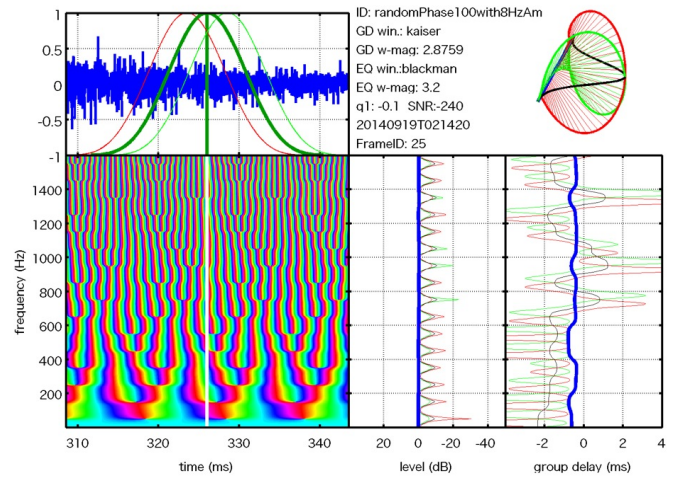 1
0.5
0
-0.5
-1
ID: randomPhase100with8HzAm
GD win.: kaiser
GD w-mag: 2.8759
EQ win.:blackman
EQ w-mag: 3.2
q1: -0.1 SNR:-240
20140919T021420
FrameID: 25
frequency (Hz)
1400
1200
1000
800
600
400
200
310 320 330 340
time (ms)
20 0 -20 -40
level (dB)
-2 0 2 4
group delay (ms)